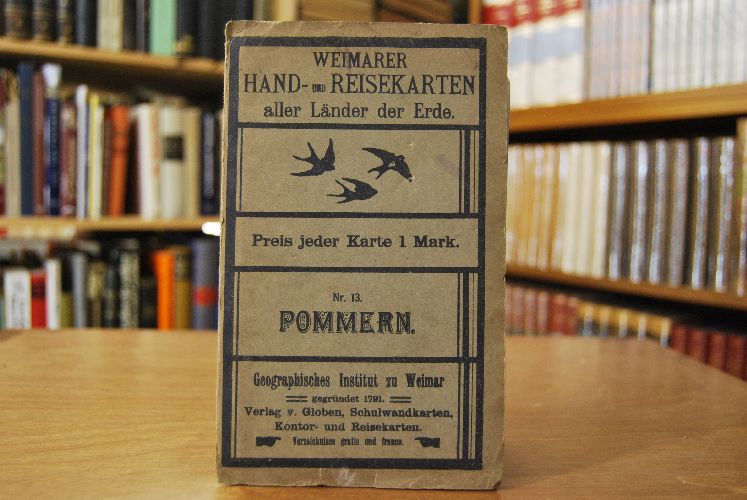 WEIMARER
HAND- UND REISEKARTEN
aller Länder der Erde.
Preis jeder Karte 1 Mark.
Nr. 13.
POMMERN.
Geographisches Institut zu Weimar
gegründet 1791.
Verlag v. Globen, Schulwandkarten,
Kontor- und Reisekarten.
Verzeichnisse gratis und franco.